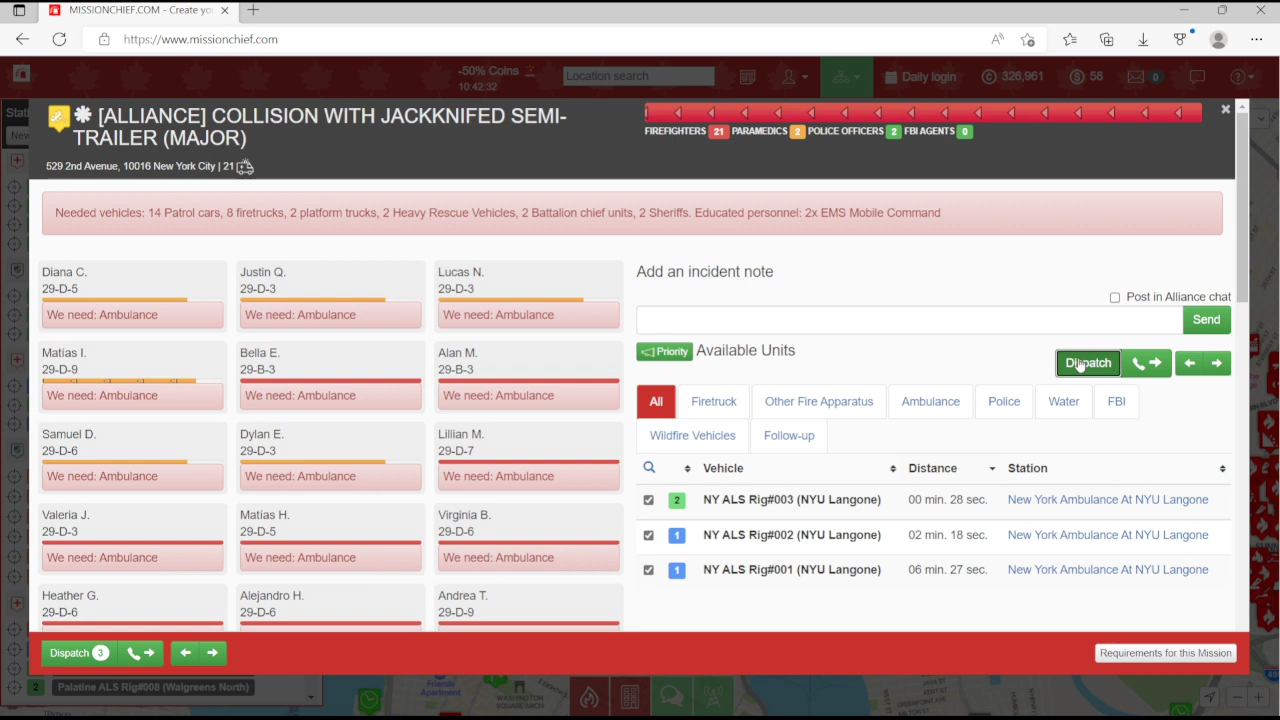 MISSIONCHIEF.COM - Create yo
https://www.missionchief.com
-50% Coins
10:42:32
Location search
Daily login
326,961
58
0
[ALLIANCE] COLLISION WITH JACKKNIFED SEMI-
TRAILER (MAJOR)
529 2nd Avenue, 10016 New York City | 21
FIREFIGHTERS 21 PARAMEDICS 2 POLICE OFFICERS 2 FBI AGENTS 0
Needed vehicles: 14 Patrol cars, 8 firetrucks, 2 platform trucks, 2 Heavy Rescue Vehicles, 2 Battalion chief units, 2 Sheriffs. Educated personnel: 2x EMS Mobile Command
Diana C.
29-D-5
We need: Ambulance
Justin Q.
29-D-3
We need: Ambulance
Lucas N.
29-D-3
We need: Ambulance
Matías I.
29-D-9
We need: Ambulance
Bella E.
29-B-3
We need: Ambulance
Alan M.
29-B-3
We need: Ambulance
Samuel D.
29-D-6
We need: Ambulance
Dylan E.
29-D-3
We need: Ambulance
Lillian M.
29-D-7
We need: Ambulance
Valeria J.
29-D-3
We need: Ambulance
Matías H.
29-D-5
We need: Ambulance
Virginia B.
29-D-6
We need: Ambulance
Heather G.
29-D-6
Alejandro H.
29-D-6
Andrea T.
29-D-9
Add an incident note
Post in Alliance chat
Send
Priority Available Units
Dispatch
All Firetruck Other Fire Apparatus Ambulance Police Water FBI
Wildfire Vehicles Follow-up
Vehicle Distance Station
2 NY ALS Rig#003 (NYU Langone) 00 min. 28 sec. New York Ambulance At NYU Langone
1 NY ALS Rig#002 (NYU Langone) 02 min. 18 sec. New York Ambulance At NYU Langone
1 NY ALS Rig#001 (NYU Langone) 06 min. 27 sec. New York Ambulance At NYU Langone
Dispatch 3
Requirements for this Mission
2 Palatine ALS Rig#008 (Walgreens North)
Friends
Apartment
WASHINGTON
SQUARE ARCH